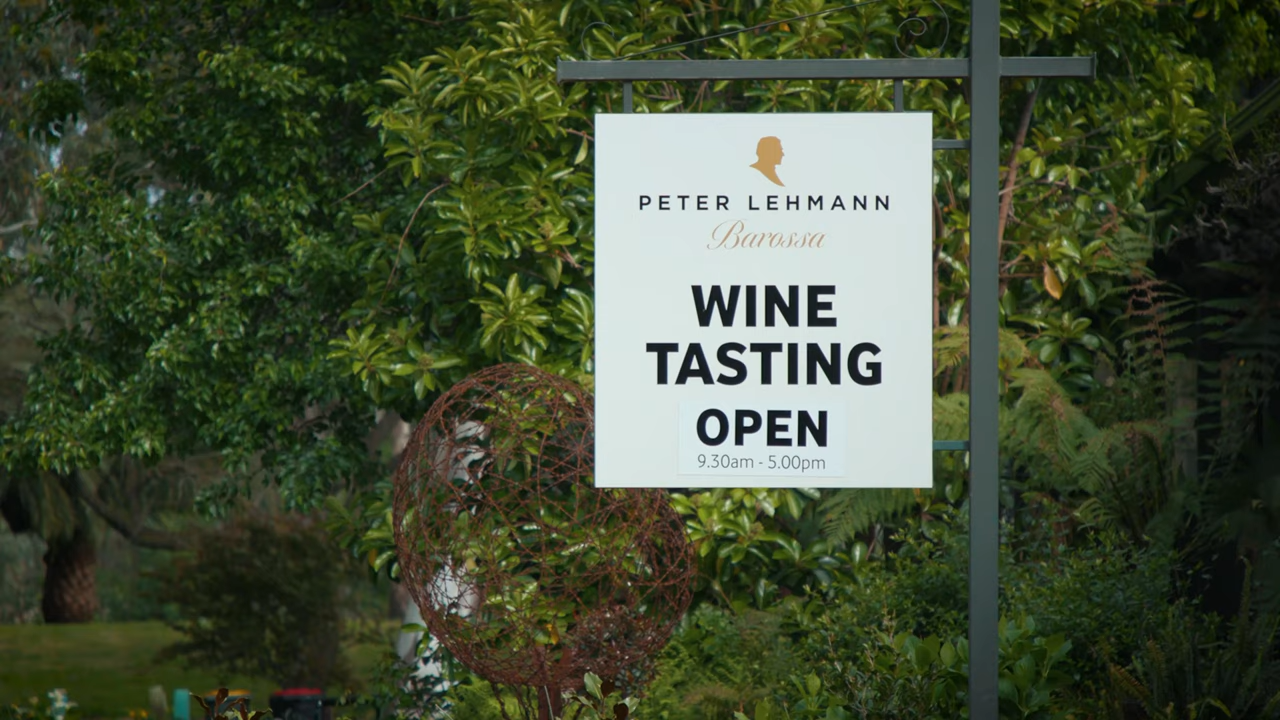 PETER LEHMANN
Barossa
WINE
TASTING
OPEN
9.30am - 5.00pm